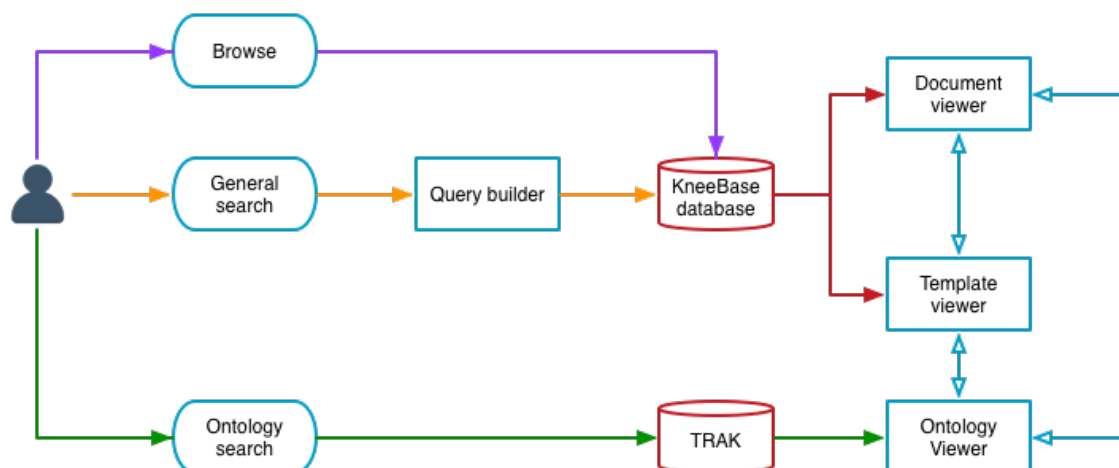 Browse
Document
viewer
General
search
Query builder
KneeBase
database
Template
viewer
Ontology
search
TRAK
Ontology
Viewer